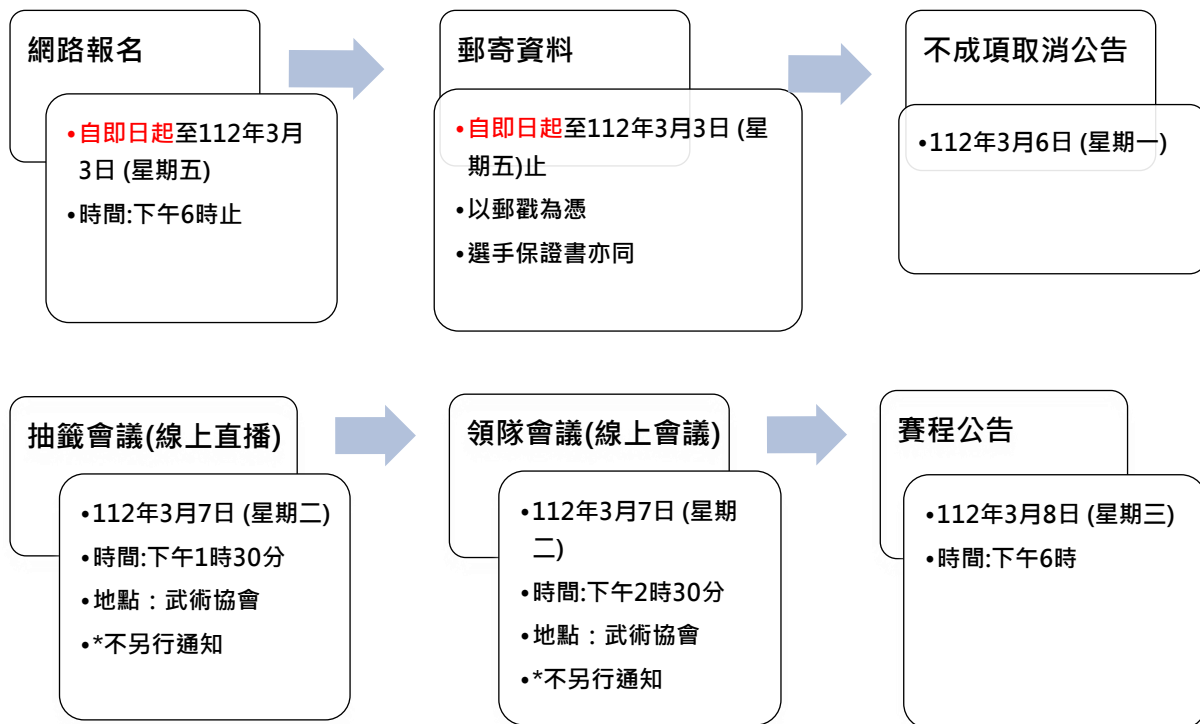 網路報名
•自即日起至112年3月
3日 (星期五)
•時間:下午6時止
郵寄資料
•自即日起至112年3月3日 (星
期五)止
•以郵戳為憑
•選手保證書亦同
不成項取消公告
•112年3月6日 (星期一)
抽籤會議(線上直播)
•112年3月7日 (星期二)
•時間:下午1時30分
•地點：武術協會
•*不另行通知
領隊會議(線上會議)
•112年3月7日 (星期
二)
•時間:下午2時30分
•地點：武術協會
•*不另行通知
賽程公告
•112年3月8日 (星期三)
•時間:下午6時